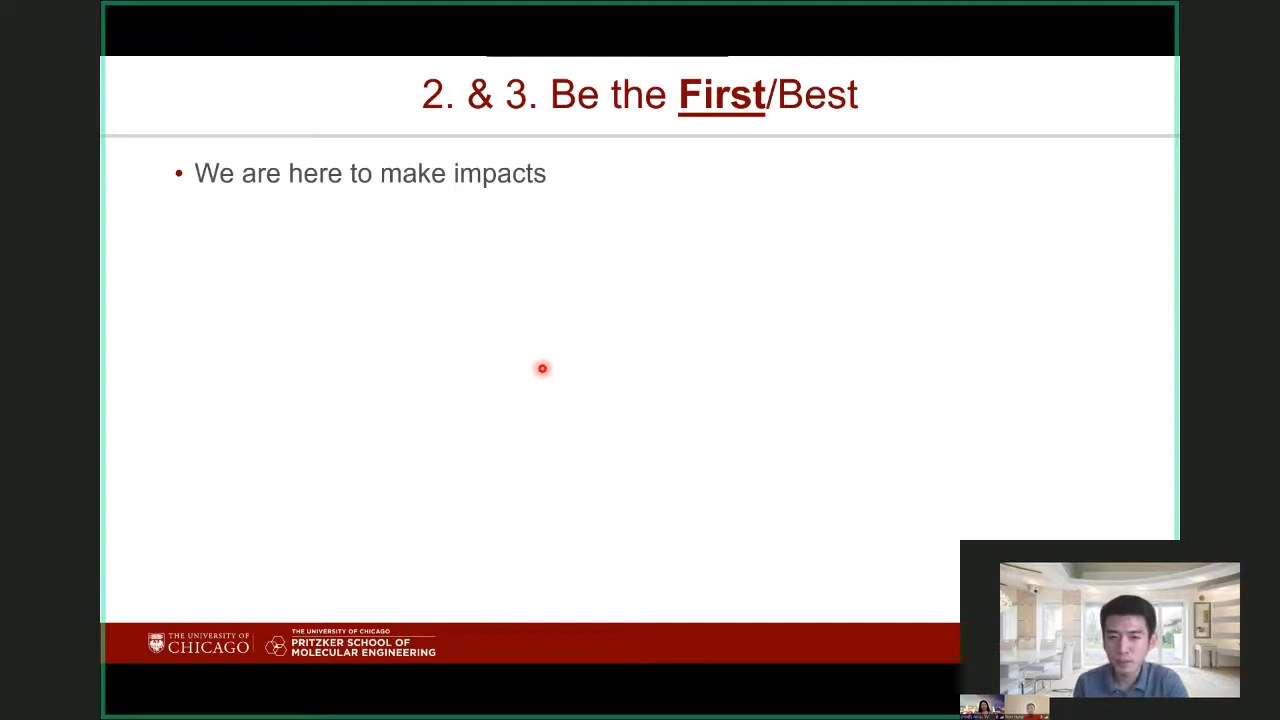 2. & 3. Be the First/Best
• We are here to make impacts
THE UNIVERSITY OF
CHICAGO
THE UNIVERSITY OF CHICAGO
PRITZKER SCHOOL OF
MOLECULAR ENGINEERING